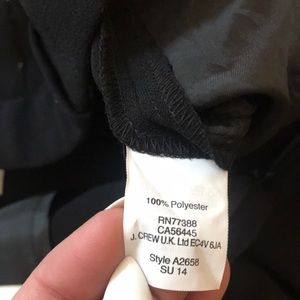 100% Polyester
RN77388
CA56445
J. CREW U.K. Ltd EC4V 6JA
Style A2658
SU 14